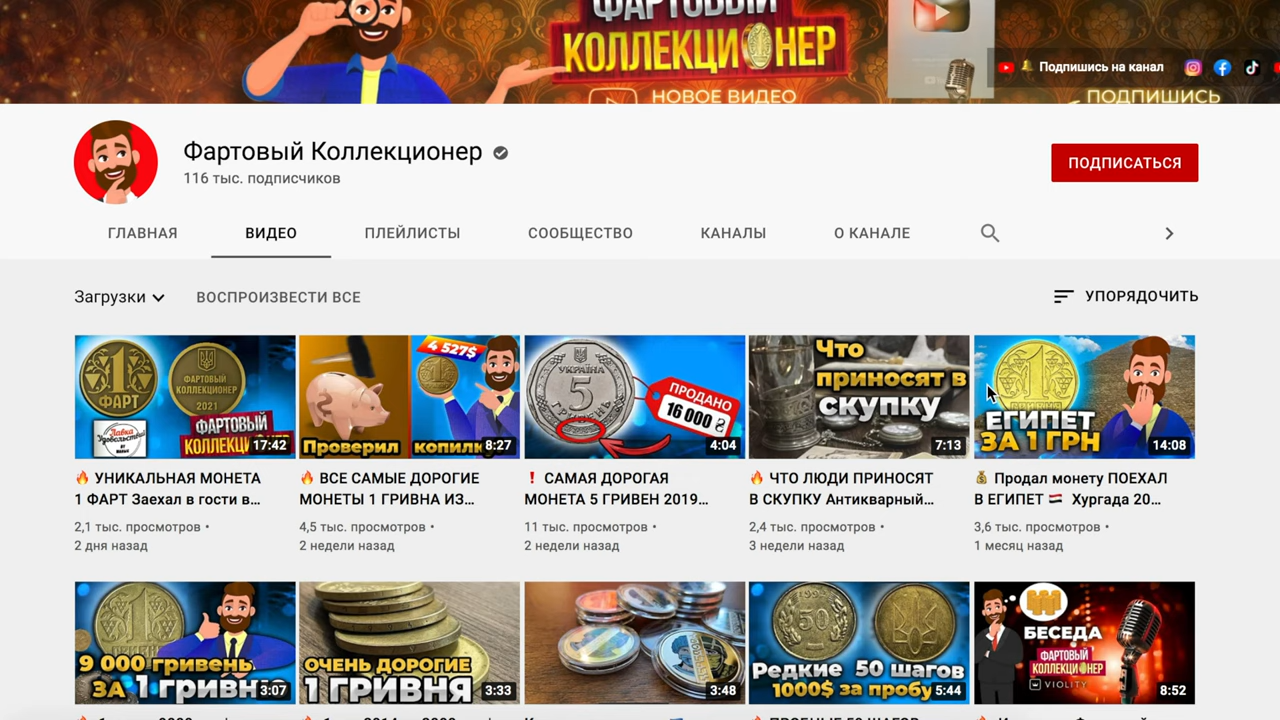 ФАРТОВЫЙ
КОЛЛЕКЦИОНЕР
НОВОЕ ВИДЕО
Подпишись на канал
ПОДПИШИСЬ
Фартовый Коллекционер
116 тыс. подписчиков
ПОДПИСАТЬСЯ
ГЛАВНАЯ ВИДЕО ПЛЕЙЛИСТЫ СООБЩЕСТВО КАНАЛЫ О КАНАЛЕ
Загрузки ВОСПРОИЗВЕСТИ ВСЕ УПОРЯДОЧИТЬ
1
ФАРТ
ФАРТОВЫЙ
КОЛЛЕКЦИОНЕР
2021
Лавка
Удовольствий
ФАРТОВЫЙ
17:42
4 527$
Проверил
8:27
УКРАЇНА
5
ГРИВЕНЬ
ПРОДАНО
16 000 ₴
4:04
Что
приносят в
скупку
7:13
1
ЕГИПЕТ
ЗА 1 ГРН
14:08
🔥 УНИКАЛЬНАЯ МОНЕТА
1 ФАРТ Заехал в гости в...
2,1 тыс. просмотров •
2 дня назад
🔥 ВСЕ САМЫЕ ДОРОГИЕ
МОНЕТЫ 1 ГРИВНА ИЗ...
4,5 тыс. просмотров •
2 недели назад
❗ САМАЯ ДОРОГАЯ
МОНЕТА 5 ГРИВЕН 2019...
11 тыс. просмотров •
2 недели назад
🔥 ЧТО ЛЮДИ ПРИНОСЯТ
В СКУПКУ Антикварный...
2,4 тыс. просмотров •
3 недели назад
💰 Продал монету ПОЕХАЛ
В ЕГИПЕТ 🇪🇬 Хургада 20...
3,6 тыс. просмотров •
1 месяц назад
1
9 000 гривень
ЗА 1 гривн
3:07
ОЧЕНЬ ДОРОГИЕ
1 ГРИВНЯ
3:33
3:48
50
Редкие 50 шагов
1000$ за пробу
5:44
БЕСЕДА
ФАРТОВЫЙ
КОЛЛЕКЦИОНЕР
VIOLITY
8:52